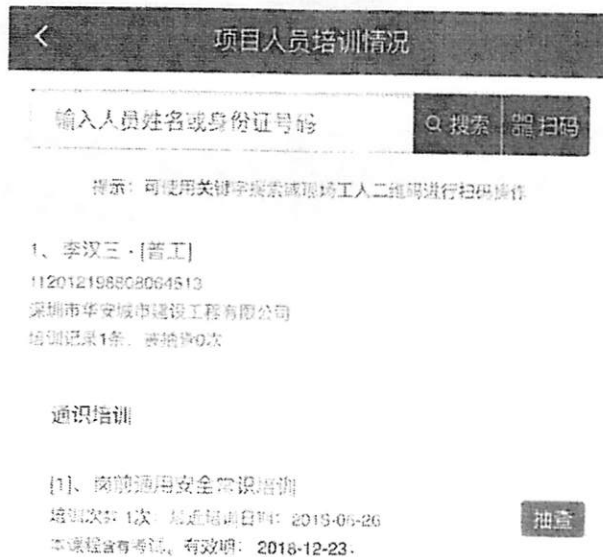 项目人员培训情况
输入人员姓名或身份证号码
搜索 扫码
提示：可使用关键字搜索或现场工人二维码进行扫码操作
1、李汉三·[普工]
深圳市华安城市建设工程有限公司
培训记录1条，被抽查0次
通识培训
[1]、岗前通用安全常识培训
培训次数：1次 最近培训日期：
抽查
本课程含有考试，有效期：2018-12-23.